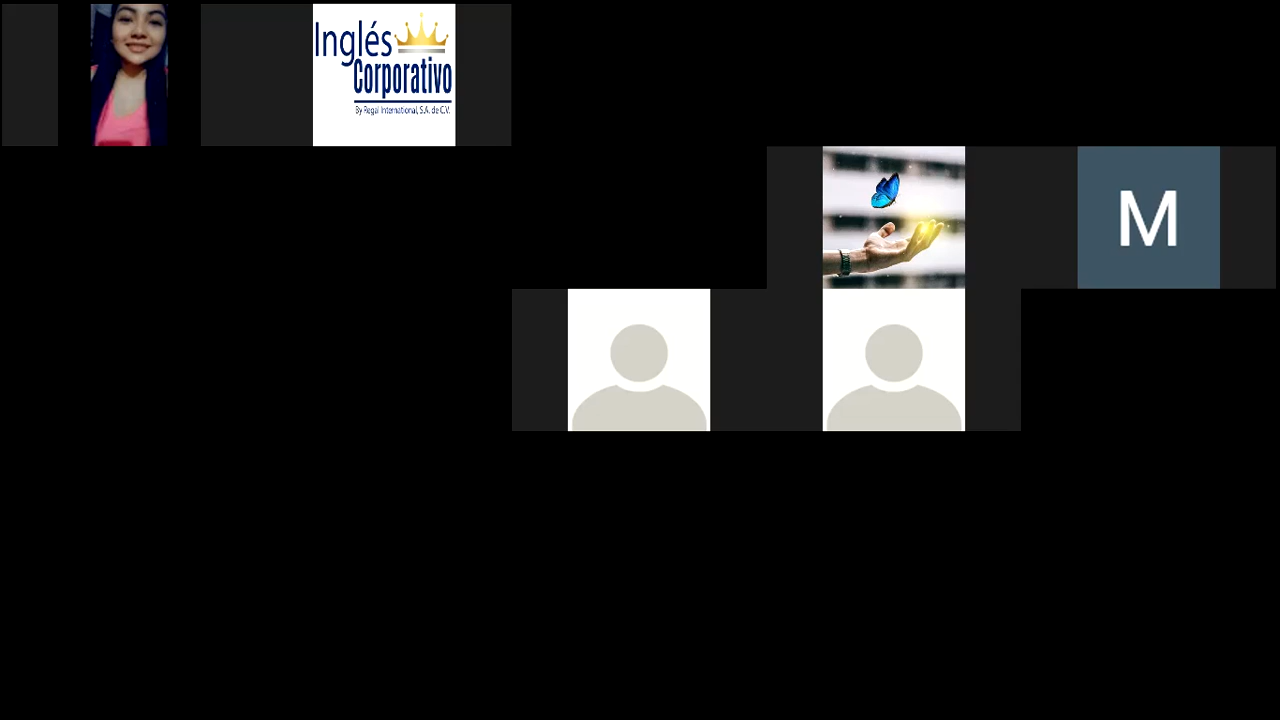 Inglés
Corporativo
By Regal International, S.A. de C.V.
M